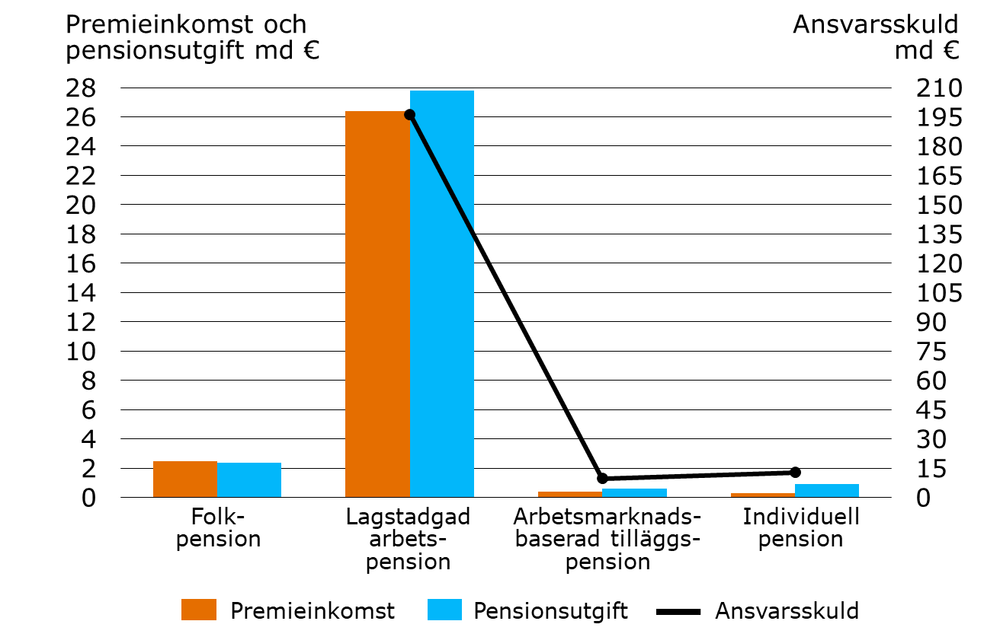 Premieinkomst och
pensionsutgift md €
Ansvarsskuld
md €
28 210
26 195
24 180
22 165
20 150
18 135
16 120
14 105
12 90
10 75
8 60
6 45
4 30
2 15
0 0
Folk-
pension
Lagstadgad
arbets-
pension
Arbetsmarknads-
baserad tilläggs-
pension
Individuell
pension
Premieinkomst Pensionsutgift Ansvarsskuld